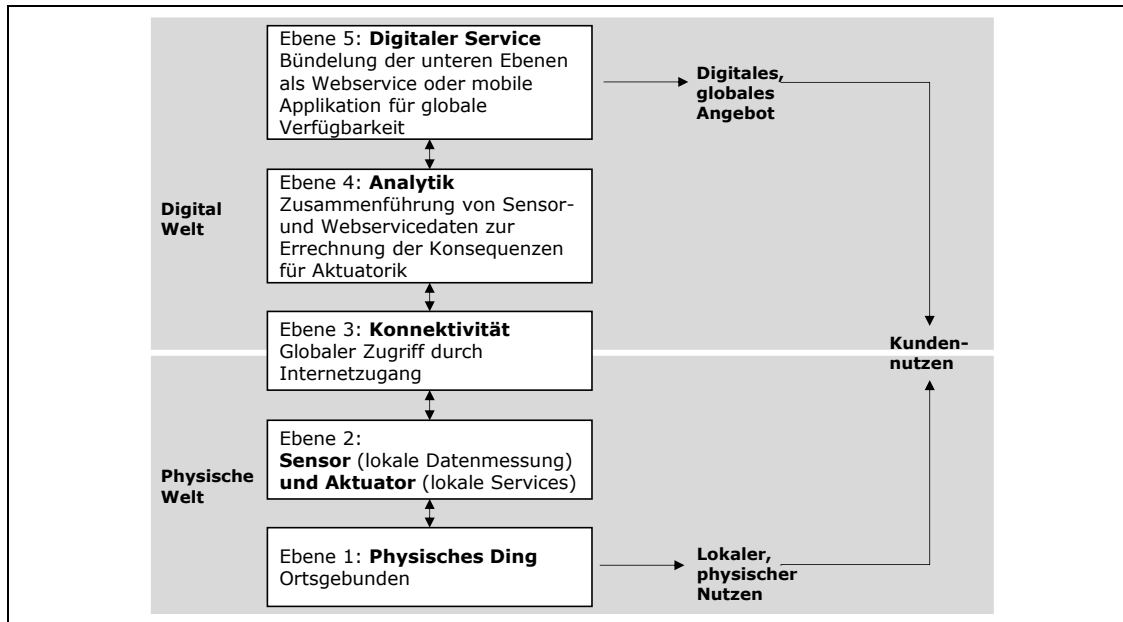 Ebene 5: Digitaler Service
Bündelung der unteren Ebenen
als Webservice oder mobile
Applikation für globale
Verfügbarkeit
Digitales,
globales
Angebot
Ebene 4: Analytik
Zusammenführung von Sensor-
und Webservicedaten zur
Errechnung der Konsequenzen
für Aktuatorik
Digital
Welt
Ebene 3: Konnektivität
Globaler Zugriff durch
Internetzugang
Kunden-
nutzen
Ebene 2:
Sensor (lokale Datenmessung)
und Aktuator (lokale Services)
Physische
Welt
Ebene 1: Physisches Ding
Ortsgebunden
Lokaler,
physischer
Nutzen